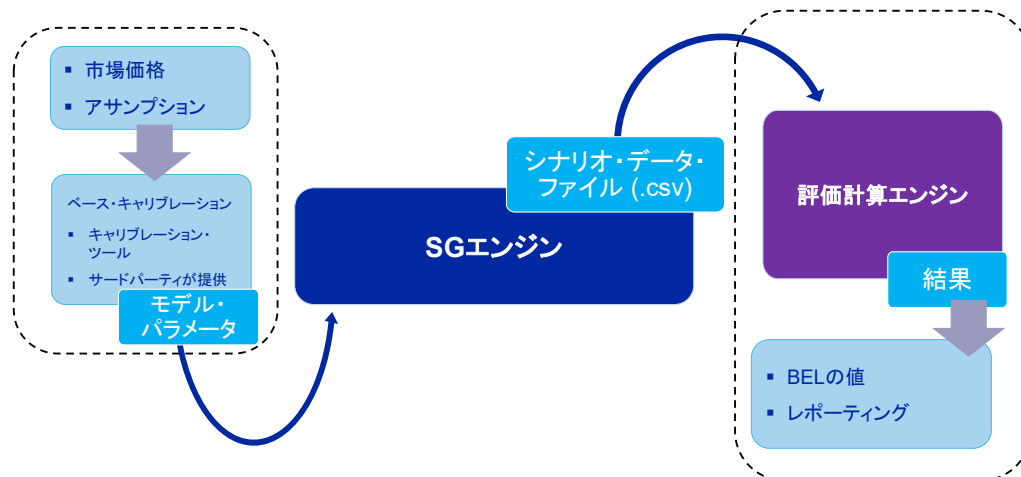 ▪ 市場価格
▪ アサンプション
ベース・キャリブレーション
▪ キャリブレーション・
ツール
▪ サードパーティが提供
モデル・
パラメータ
SGエンジン
シナリオ・データ・
ファイル (.csv)
評価計算エンジン
結果
▪ BELの値
▪ レポーティング